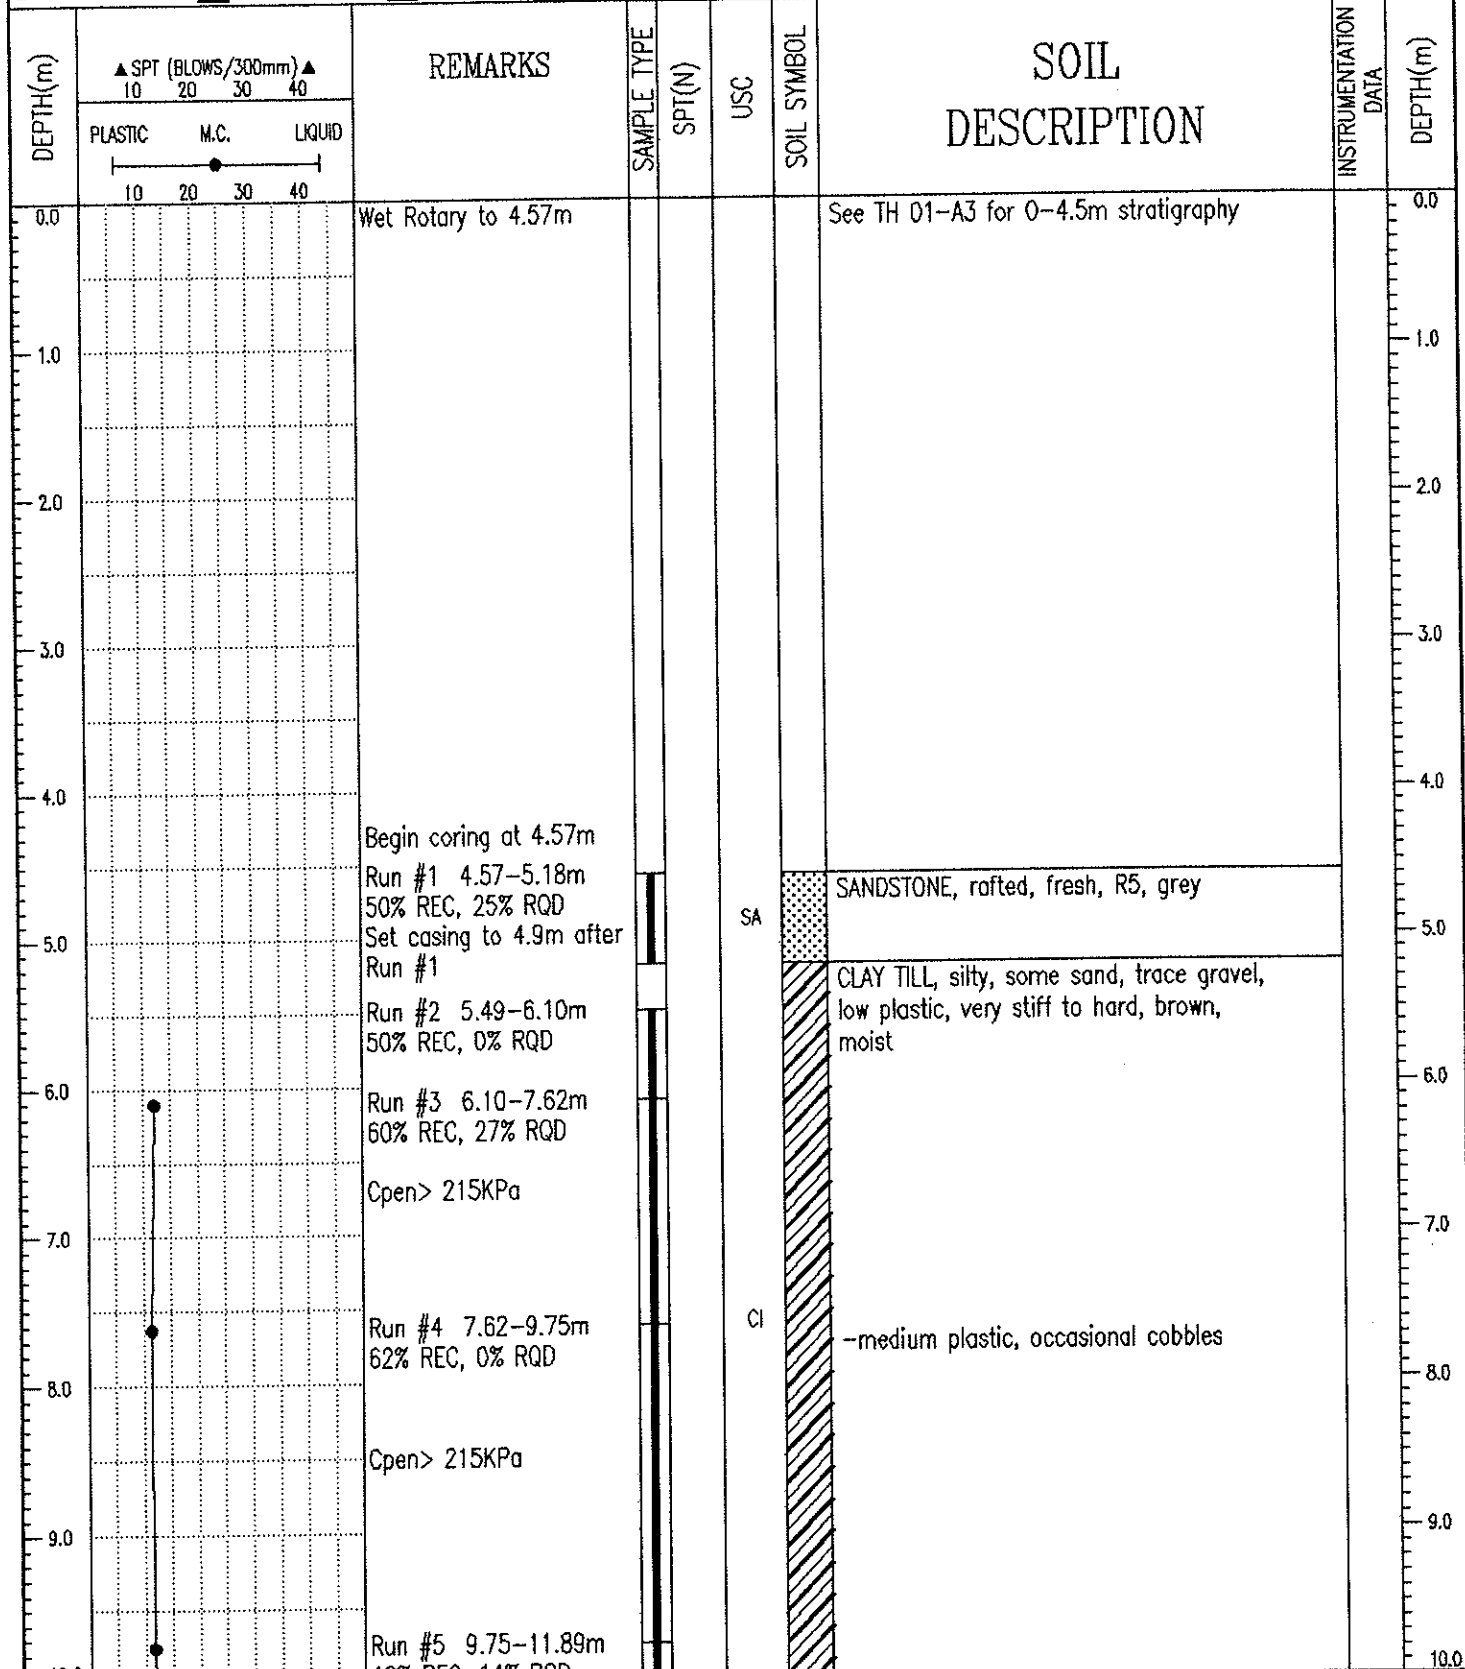 DEPTH(m)
▲SPT (BLOWS/300mm)▲
10 20 30 40
PLASTIC M.C. LIQUID
10 20 30 40
REMARKS
SAMPLE TYPE
SPT(N)
USC
SOIL SYMBOL
SOIL
DESCRIPTION
INSTRUMENTATION
DATA
DEPTH(m)
0.0
Wet Rotary to 4.57m
See TH 01-A3 for 0-4.5m stratigraphy
0.0
1.0
1.0
2.0
2.0
3.0
3.0
4.0
4.0
Begin coring at 4.57m
Run #1 4.57-5.18m
50% REC, 25% RQD
Set casing to 4.9m after
Run #1
SA
SANDSTONE, rafted, fresh, R5, grey
5.0
5.0
CLAY TILL, silty, some sand, trace gravel,
low plastic, very stiff to hard, brown,
moist
Run #2 5.49-6.10m
50% REC, 0% RQD
6.0
6.0
Run #3 6.10-7.62m
60% REC, 27% RQD
Cpen> 215KPa
7.0
7.0
Run #4 7.62-9.75m
62% REC, 0% RQD
CI
-medium plastic, occasional cobbles
8.0
8.0
Cpen> 215KPa
9.0
9.0
Run #5 9.75-11.89m
10.0